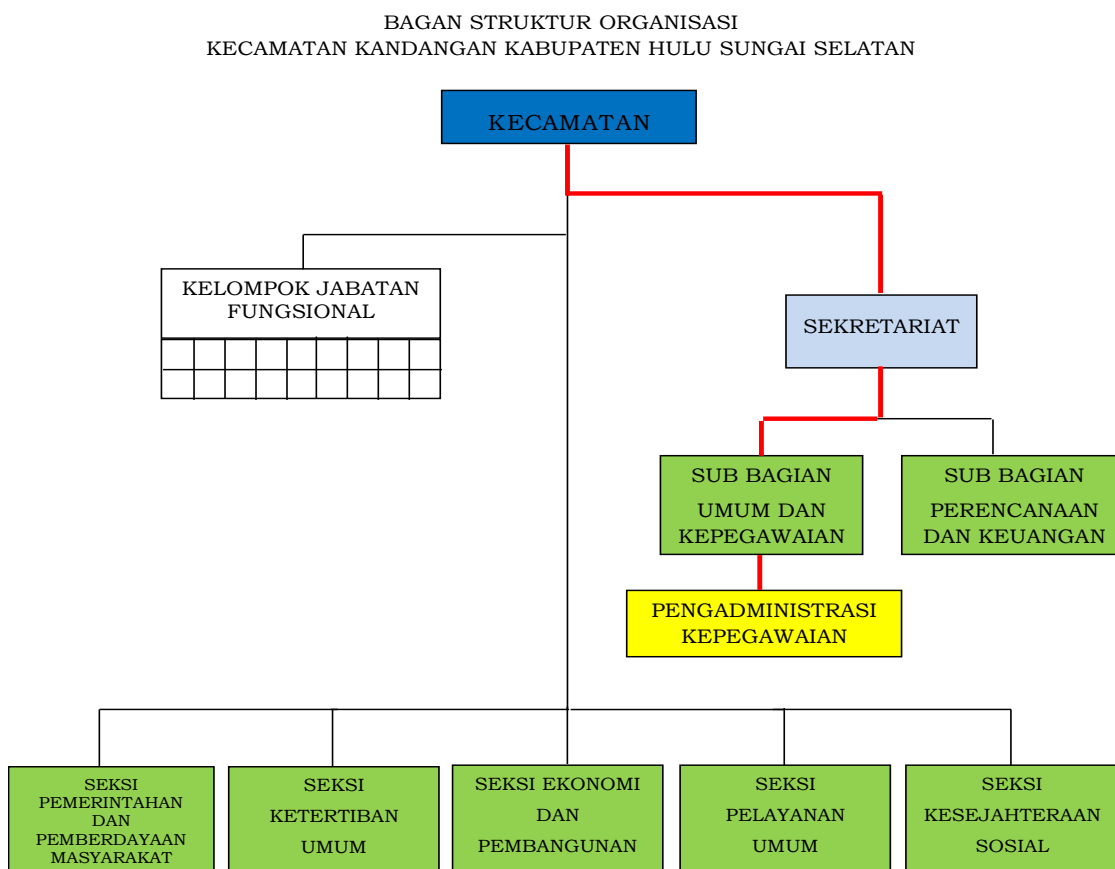 BAGAN STRUKTUR ORGANISASI
KECAMATAN KANDANGAN KABUPATEN HULU SUNGAI SELATAN
KECAMATAN
KELOMPOK JABATAN
FUNGSIONAL
SEKRETARIAT
SUB BAGIAN
UMUM DAN
KEPEGAWAIAN
SUB BAGIAN
PERENCANAAN
DAN KEUANGAN
PENGADMINISTRASI
KEPEGAWAIAN
SEKSI
PEMERINTAHAN
DAN
PEMBERDAYAAN
MASYARAKAT
SEKSI
KETERTIBAN
UMUM
SEKSI EKONOMI
DAN
PEMBANGUNAN
SEKSI
PELAYANAN
UMUM
SEKSI
KESEJAHTERAAN
SOSIAL